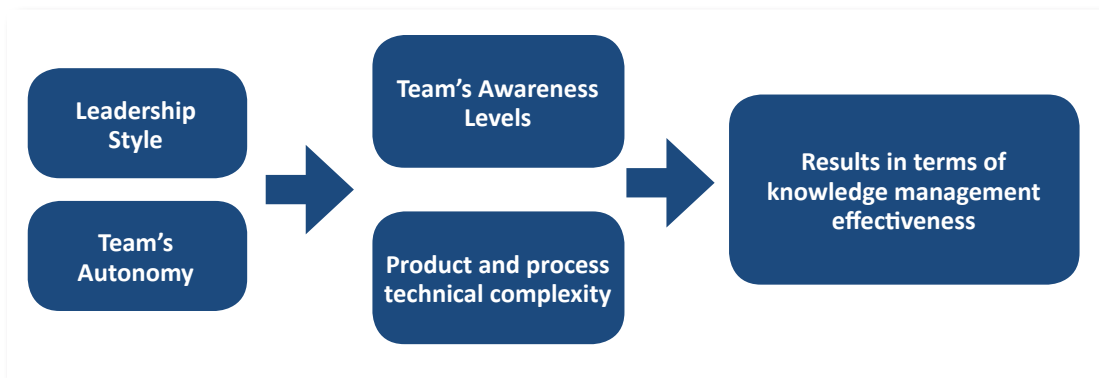 Leadership
Style
Team’s
Autonomy
Team’s Awareness
Levels
Product and process
technical complexity
Results in terms of
knowledge management
effectiveness